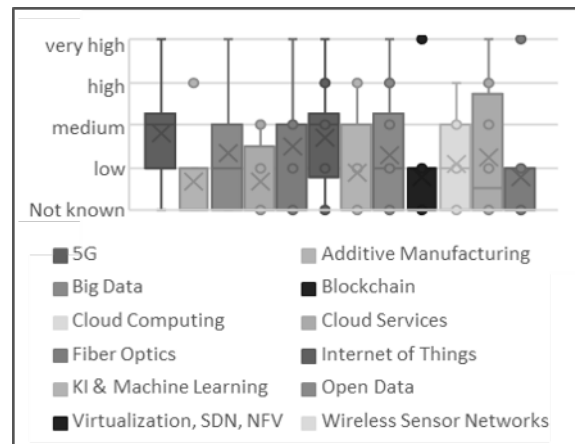 very high
high
medium
low
Not known
5G Additive Manufacturing
Big Data Blockchain
Cloud Computing Cloud Services
Fiber Optics Internet of Things
KI & Machine Learning Open Data
Virtualization, SDN, NFV Wireless Sensor Networks